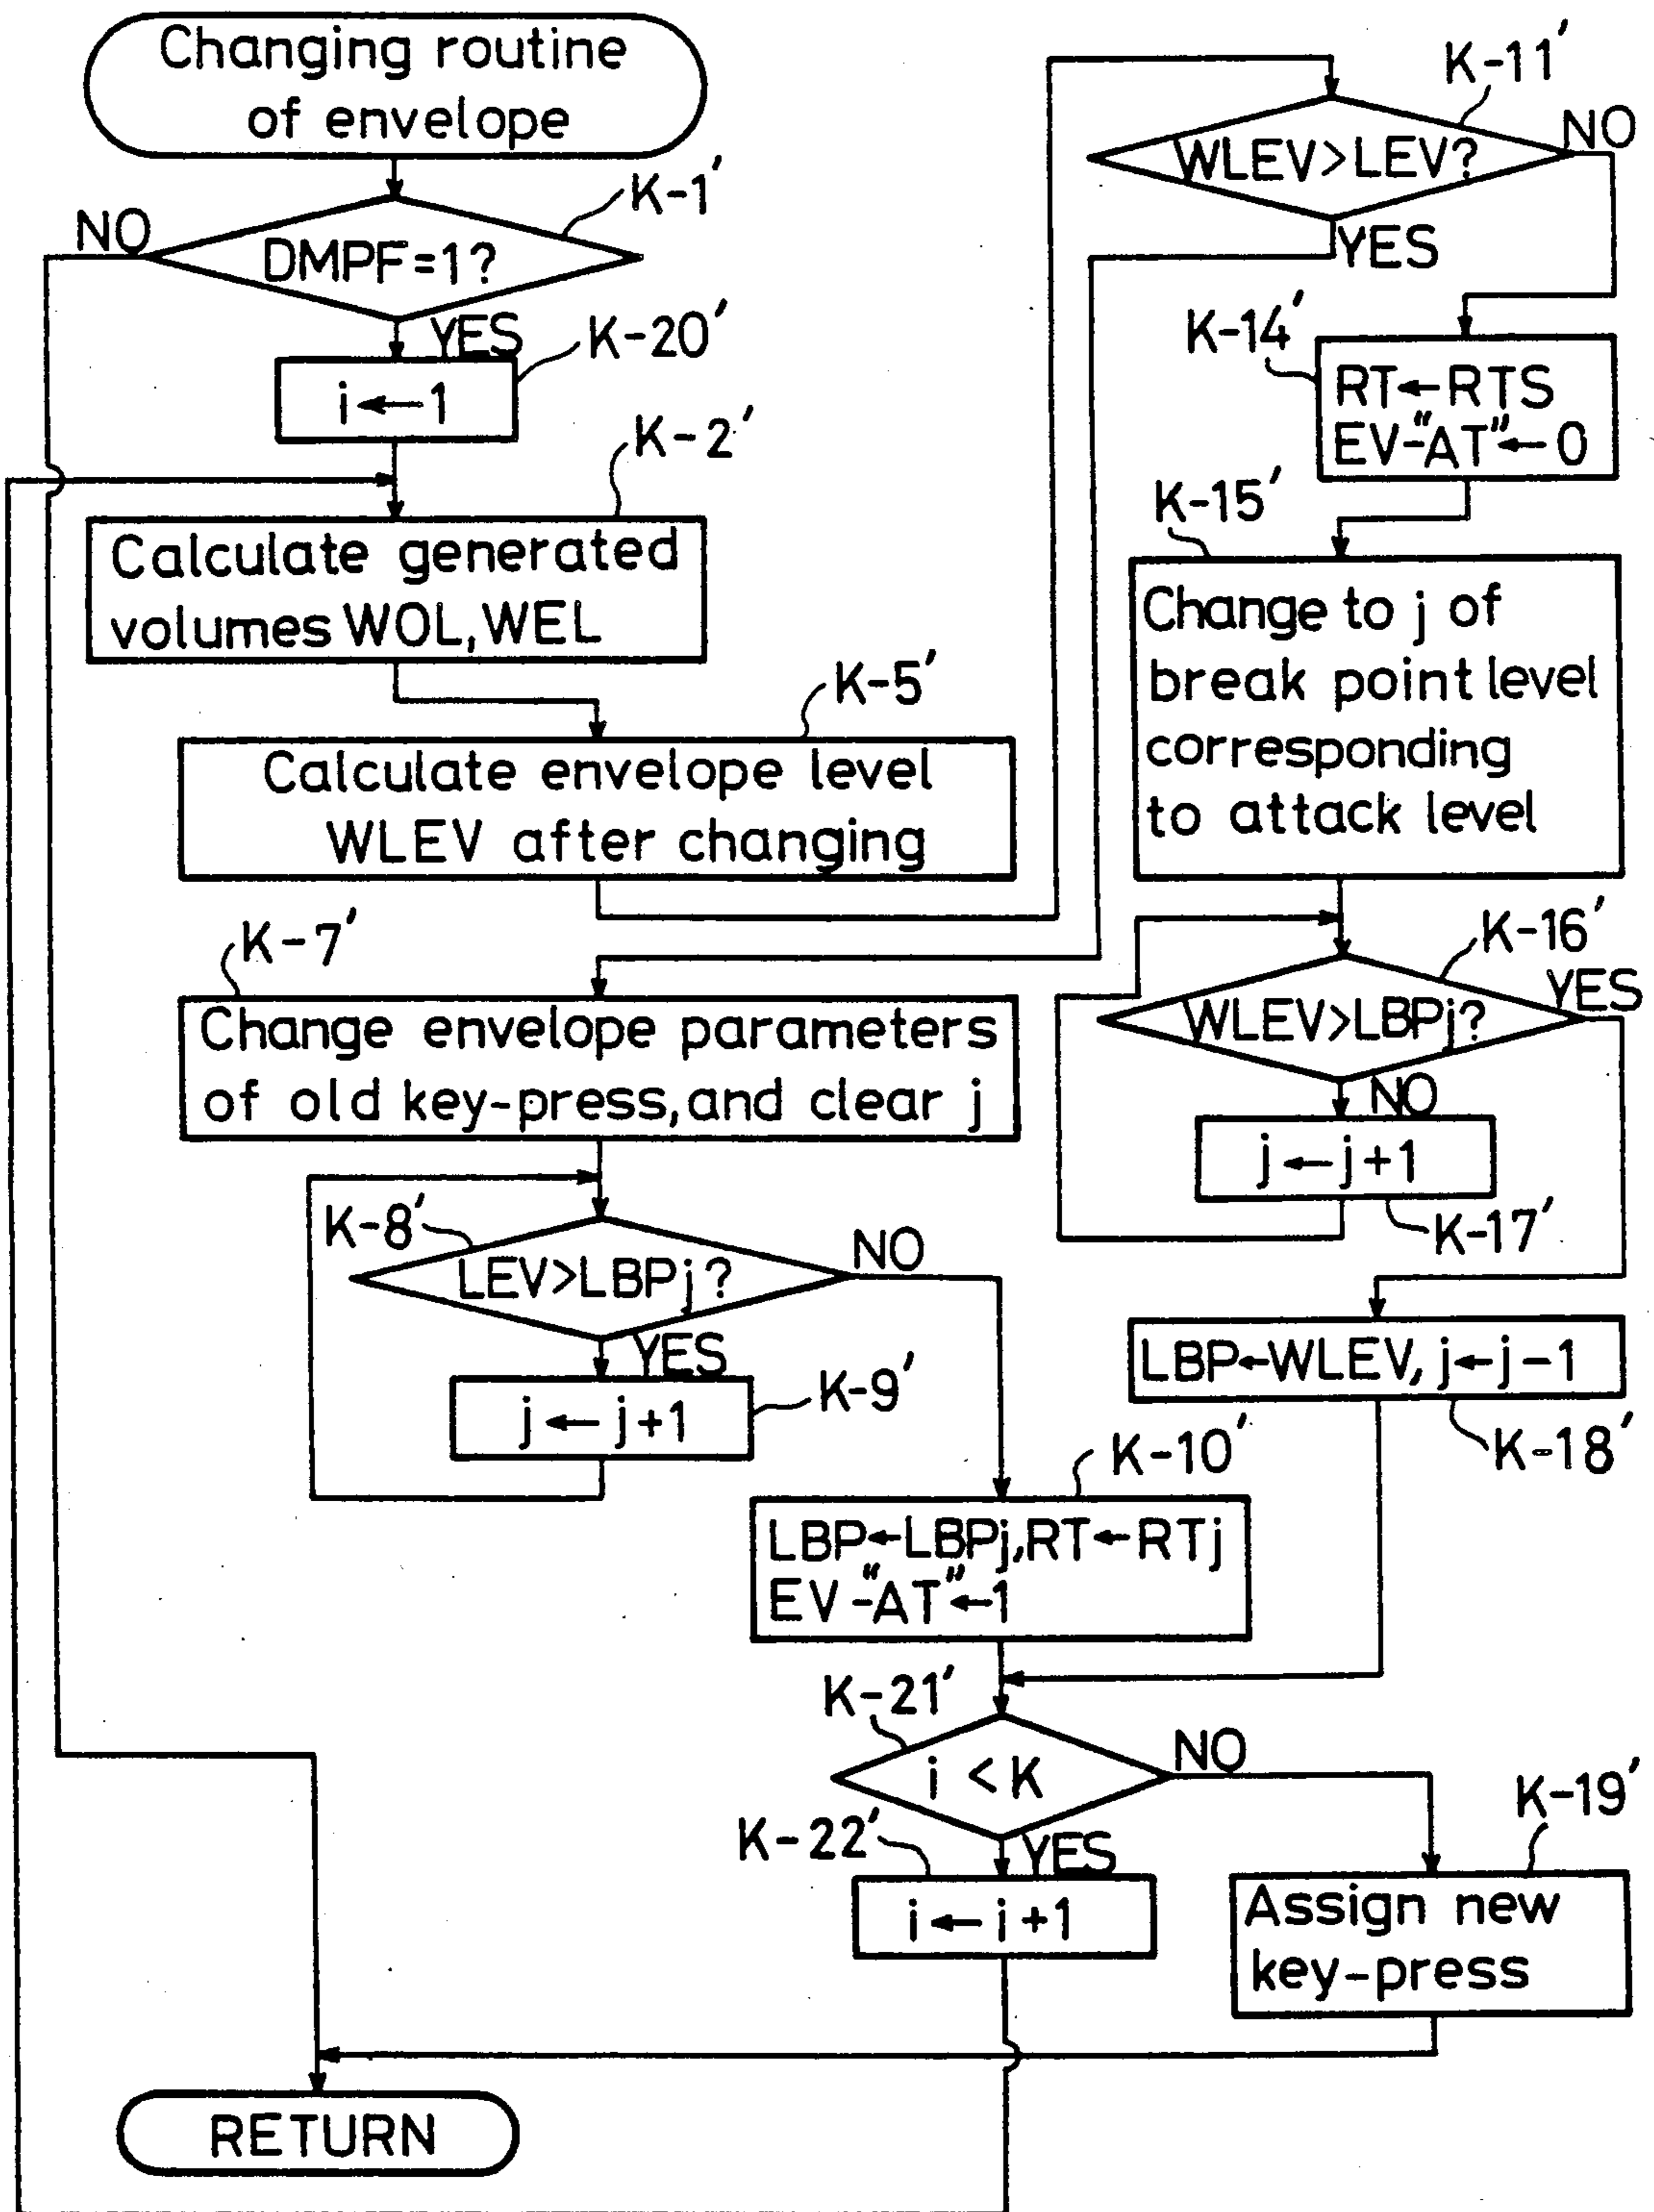 Changing routine
of envelope
K-1′
NO
DMPF=1?
YES
K-20′
i←1
K-2′
Calculate generated
volumes WOL, WEL
K-5′
Calculate envelope level
WLEV after changing
K-7′
Change envelope parameters
of old key-press, and clear j
K-8′
LEV>LBPj?
NO
YES
K-9′
j←j+1
K-10′
LBP←LBPj, RT←RTj
EV-"AT"←1
K-11′
WLEV>LEV?
NO
YES
K-14′
RT←RTS
EV-"AT"←0
K-15′
Change to j of
break point level
corresponding
to attack level
K-16′
WLEV>LBPj?
YES
NO
j←j+1
K-17′
LBP←WLEV, j←j-1
K-18′
K-21′
i<K
NO
YES
K-22′
i←i+1
K-19′
Assign new
key-press
RETURN